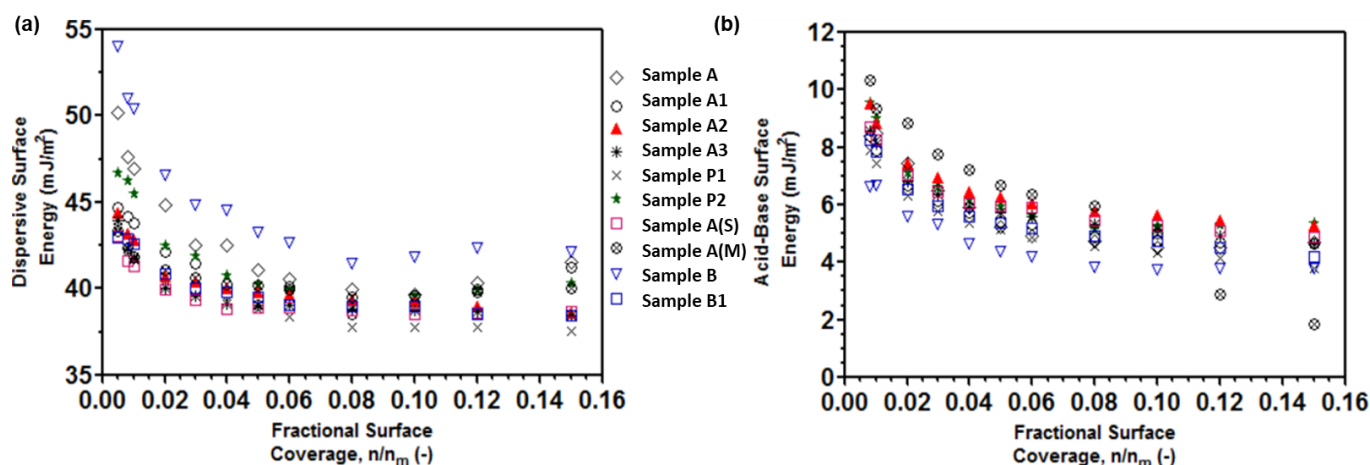 (a)
Dispersive Surface
Energy (mJ/m²)
55
50
45
40
35
0.00 0.02 0.04 0.06 0.08 0.10 0.12 0.14 0.16
Fractional Surface
Coverage, n/nₘ (-)
Sample A
Sample A1
Sample A2
Sample A3
Sample P1
Sample P2
Sample A(S)
Sample A(M)
Sample B
Sample B1
(b)
Acid-Base Surface
Energy (mJ/m²)
12
10
8
6
4
2
0
0.00 0.02 0.04 0.06 0.08 0.10 0.12 0.14 0.16
Fractional Surface
Coverage, n/nₘ (-)